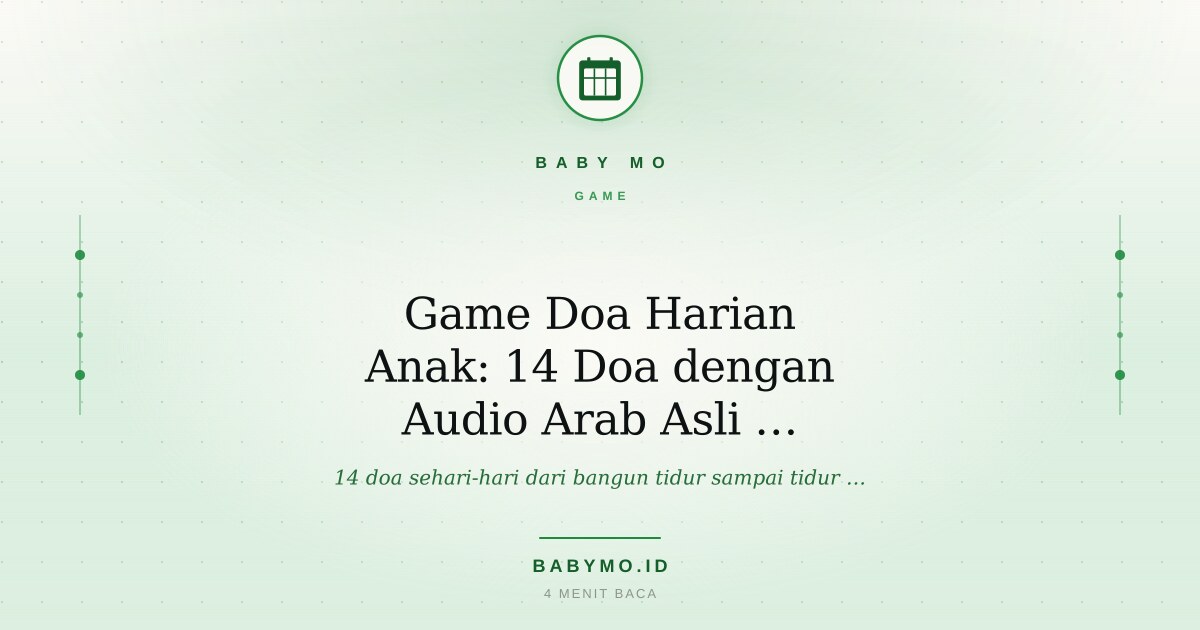 BABY MO
GAME
Game Doa Harian
Anak: 14 Doa dengan
Audio Arab Asli …
14 doa sehari-hari dari bangun tidur sampai tidur …
BABYMO.ID
4 MENIT BACA